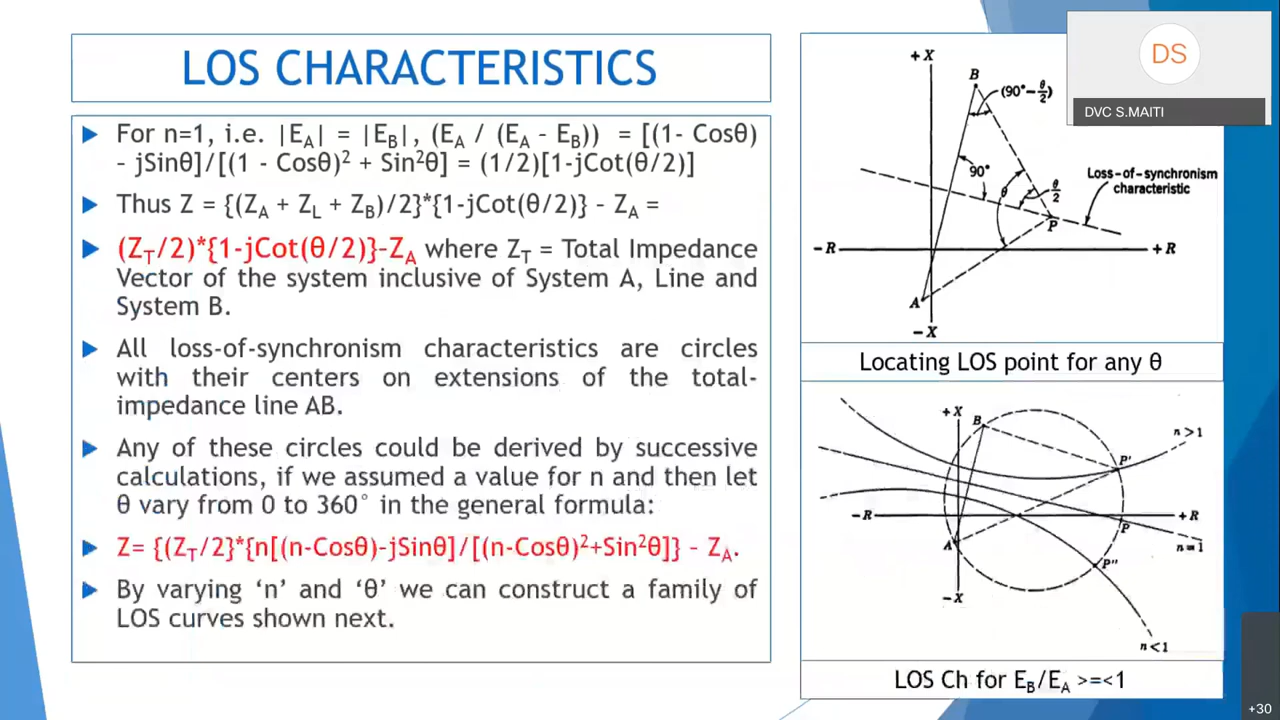 LOS CHARACTERISTICS
For n=1, i.e. |E_A| = |E_B|, (E_A / (E_A - E_B)) = [(1- Cosθ)
- jSinθ]/[(1 - Cosθ)² + Sin²θ] = (1/2)[1-jCot(θ/2)]
Thus Z = {(Z_A + Z_L + Z_B)/2}*{1-jCot(θ/2)} - Z_A =
(Z_T/2)*{1-jCot(θ/2)}-Z_A where Z_T = Total Impedance
Vector of the system inclusive of System A, Line and
System B.
All loss-of-synchronism characteristics are circles
with their centers on extensions of the total-
impedance line AB.
Any of these circles could be derived by successive
calculations, if we assumed a value for n and then let
θ vary from 0 to 360° in the general formula:
Z= {(Z_T/2}*{n[(n-Cosθ)-jSinθ]/[(n-Cosθ)²+Sin²θ]} - Z_A.
By varying ‘n’ and ‘θ’ we can construct a family of
LOS curves shown next.
+X
B
(90°-θ/2)
90°
θ
θ/2
Loss-of-synchronism
characteristic
P
-R
+R
A
-X
Locating LOS point for any θ
+X
B
n>1
P'
-R
+R
P
A
n=1
P"
-X
n<1
LOS Ch for E_B/E_A >=<1
DS
DVC S.MAITI
+30